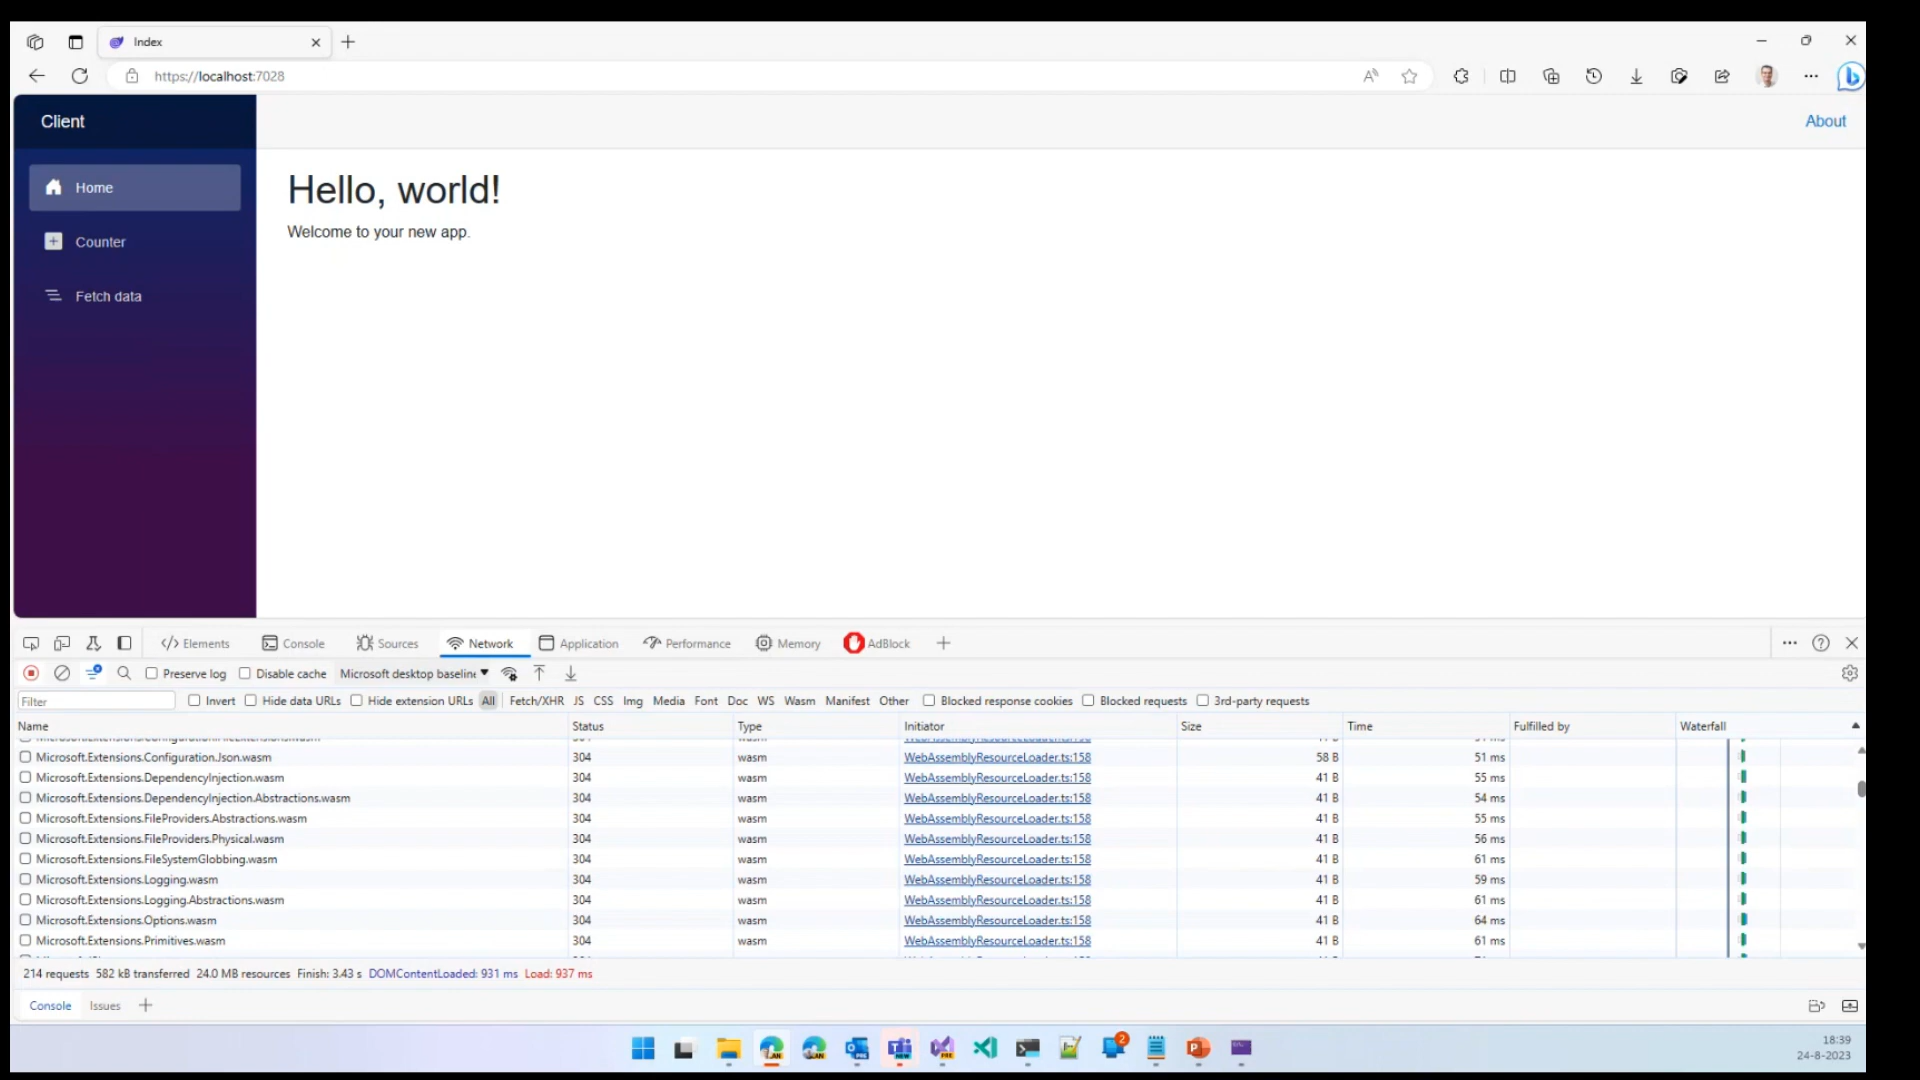 Index
https://localhost:7028
Client
About
Home
Hello, world!
Welcome to your new app.
Counter
Fetch data
Elements Console Sources Network Application Performance Memory AdBlock
Preserve log Disable cache Microsoft desktop baseline
Filter Invert Hide data URLs Hide extension URLs All Fetch/XHR JS CSS Img Media Font Doc WS Wasm Manifest Other Blocked response cookies Blocked requests 3rd-party requests
Name Status Type Initiator Size Time Fulfilled by Waterfall
Microsoft.Extensions.Configuration.Json.wasm 304 wasm WebAssemblyResourceLoader.ts:158 58 B 51 ms
Microsoft.Extensions.DependencyInjection.wasm 304 wasm WebAssemblyResourceLoader.ts:158 41 B 55 ms
Microsoft.Extensions.DependencyInjection.Abstractions.wasm 304 wasm WebAssemblyResourceLoader.ts:158 41 B 54 ms
Microsoft.Extensions.FileProviders.Abstractions.wasm 304 wasm WebAssemblyResourceLoader.ts:158 41 B 55 ms
Microsoft.Extensions.FileProviders.Physical.wasm 304 wasm WebAssemblyResourceLoader.ts:158 41 B 56 ms
Microsoft.Extensions.FileSystemGlobbing.wasm 304 wasm WebAssemblyResourceLoader.ts:158 41 B 61 ms
Microsoft.Extensions.Logging.wasm 304 wasm WebAssemblyResourceLoader.ts:158 41 B 59 ms
Microsoft.Extensions.Logging.Abstractions.wasm 304 wasm WebAssemblyResourceLoader.ts:158 41 B 61 ms
Microsoft.Extensions.Options.wasm 304 wasm WebAssemblyResourceLoader.ts:158 41 B 64 ms
Microsoft.Extensions.Primitives.wasm 304 wasm WebAssemblyResourceLoader.ts:158 41 B 61 ms
214 requests 582 kB transferred 24.0 MB resources Finish: 3.43 s DOMContentLoaded: 931 ms Load: 937 ms
Console Issues
2
18:39
24-8-2023